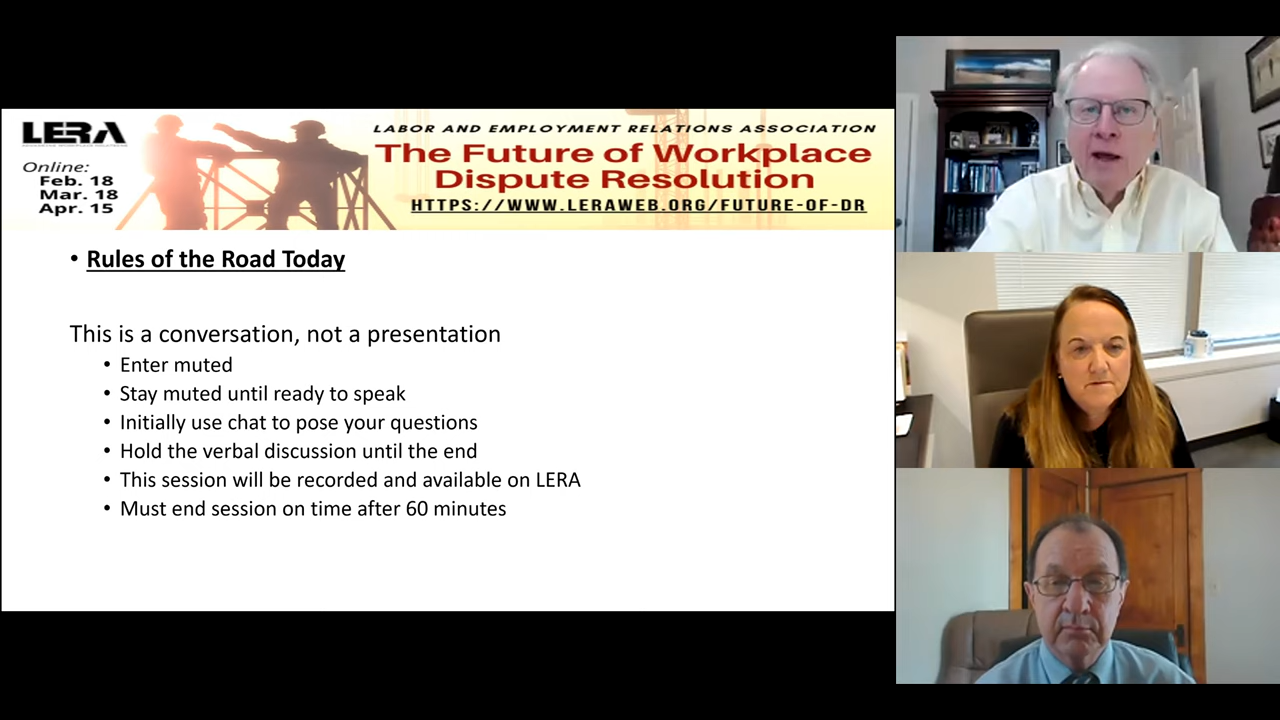 LERA
LABOR AND EMPLOYMENT RELATIONS ASSOCIATION
Online:
Feb. 18
Mar. 18
Apr. 15
The Future of Workplace
Dispute Resolution
HTTPS://WWW.LERAWEB.ORG/FUTURE-OF-DR
• Rules of the Road Today
This is a conversation, not a presentation
• Enter muted
• Stay muted until ready to speak
• Initially use chat to pose your questions
• Hold the verbal discussion until the end
• This session will be recorded and available on LERA
• Must end session on time after 60 minutes